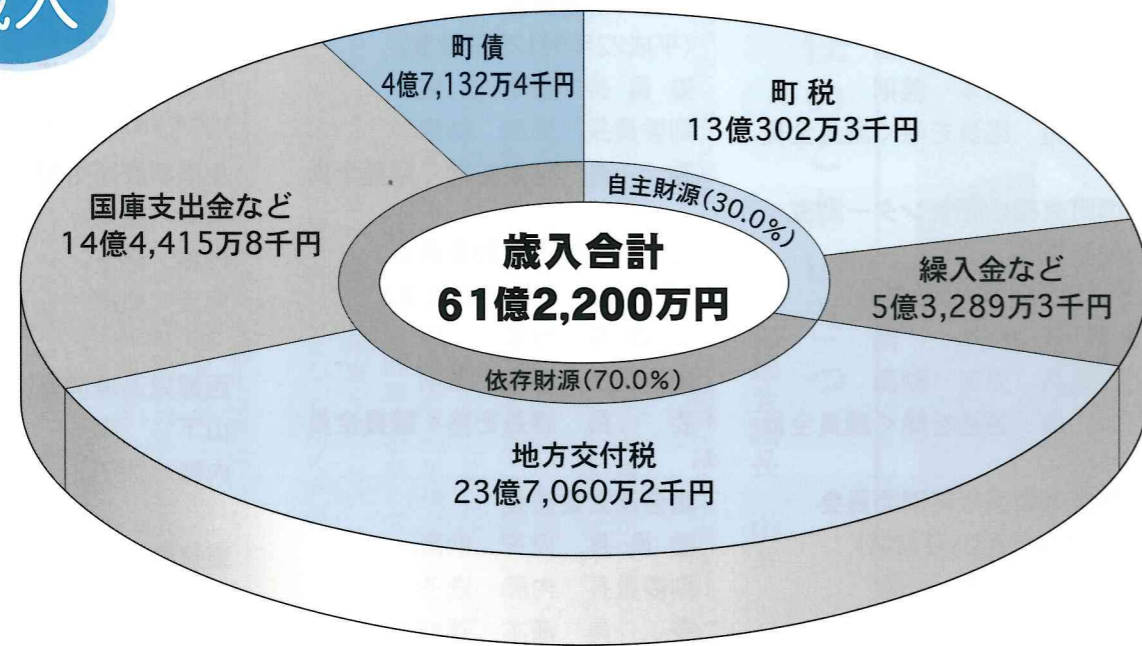 歳入
町債
4億7,132万4千円
町税
13億302万3千円
自主財源(30.0%)
国庫支出金など
14億4,415万8千円
歳入合計
61億2,200万円
繰入金など
5億3,289万3千円
依存財源(70.0%)
地方交付税
23億7,060万2千円